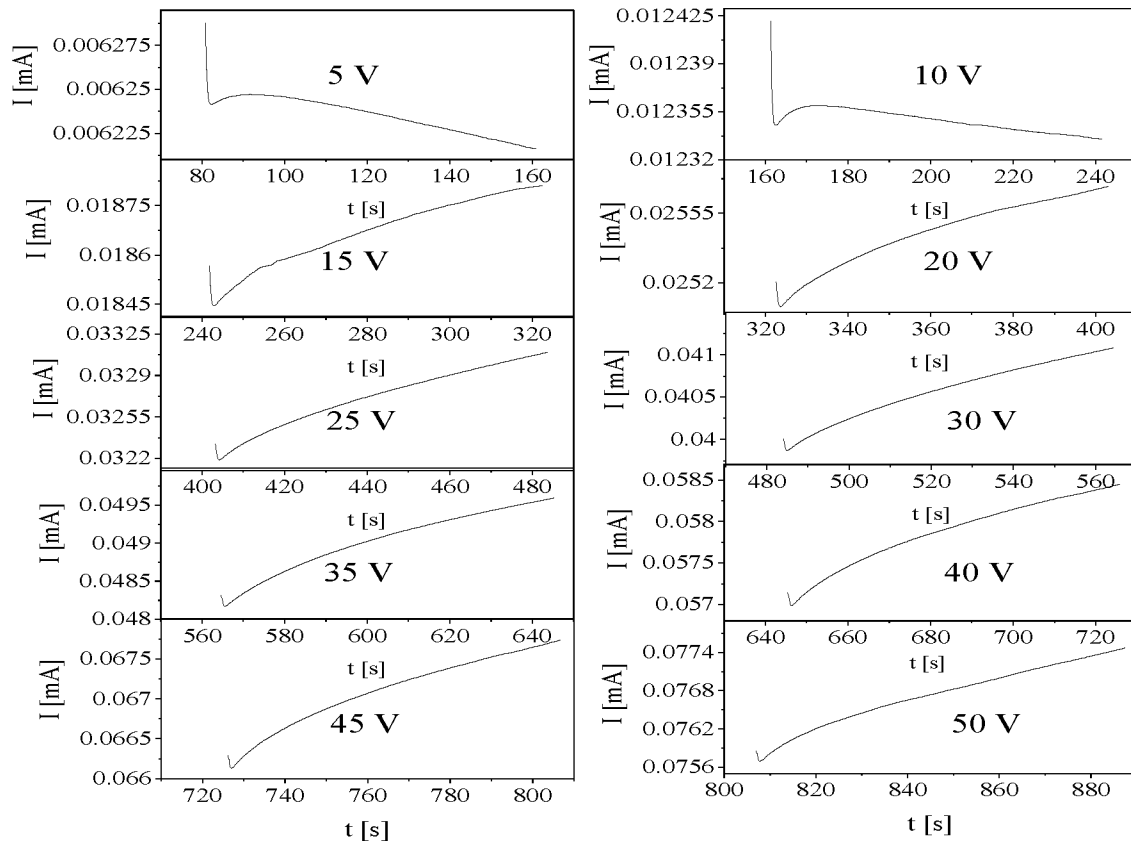 I [mA]
0.006275
0.00625
0.006225
5 V
80 100 120 140 160
t [s]
I [mA]
0.012425
0.01239
0.012355
0.01232
10 V
160 180 200 220 240
t [s]
I [mA]
0.01875
0.0186
0.01845
15 V
240 260 280 300 320
t [s]
I [mA]
0.02555
0.0252
20 V
320 340 360 380 400
t [s]
I [mA]
0.03325
0.0329
0.03255
0.0322
25 V
400 420 440 460 480
t [s]
I [mA]
0.041
0.0405
0.04
30 V
480 500 520 540 560
t [s]
I [mA]
0.0495
0.049
0.0485
0.048
35 V
560 580 600 620 640
t [s]
I [mA]
0.0585
0.058
0.0575
0.057
40 V
640 660 680 700 720
t [s]
I [mA]
0.0675
0.067
0.0665
0.066
45 V
720 740 760 780 800
t [s]
I [mA]
0.0774
0.0768
0.0762
0.0756
50 V
800 820 840 860 880
t [s]